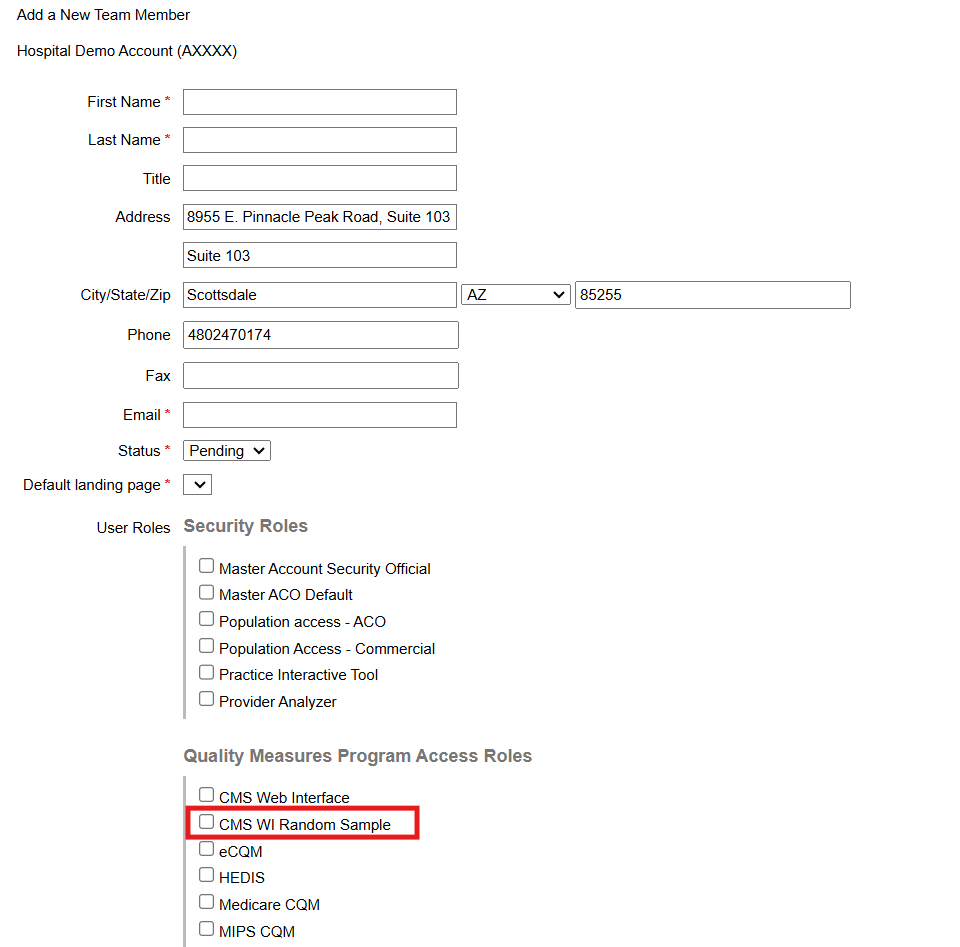 Add a New Team Member
Hospital Demo Account (AXXXX)
First Name *
Last Name *
Title
Address 8955 E. Pinnacle Peak Road, Suite 103
Suite 103
City/State/Zip Scottsdale AZ 85255
Phone 4802470174
Fax
Email *
Status * Pending
Default landing page *
User Roles Security Roles
Master Account Security Official
Master ACO Default
Population access - ACO
Population Access - Commercial
Practice Interactive Tool
Provider Analyzer
Quality Measures Program Access Roles
CMS Web Interface
CMS WI Random Sample
eCQM
HEDIS
Medicare CQM
MIPS CQM